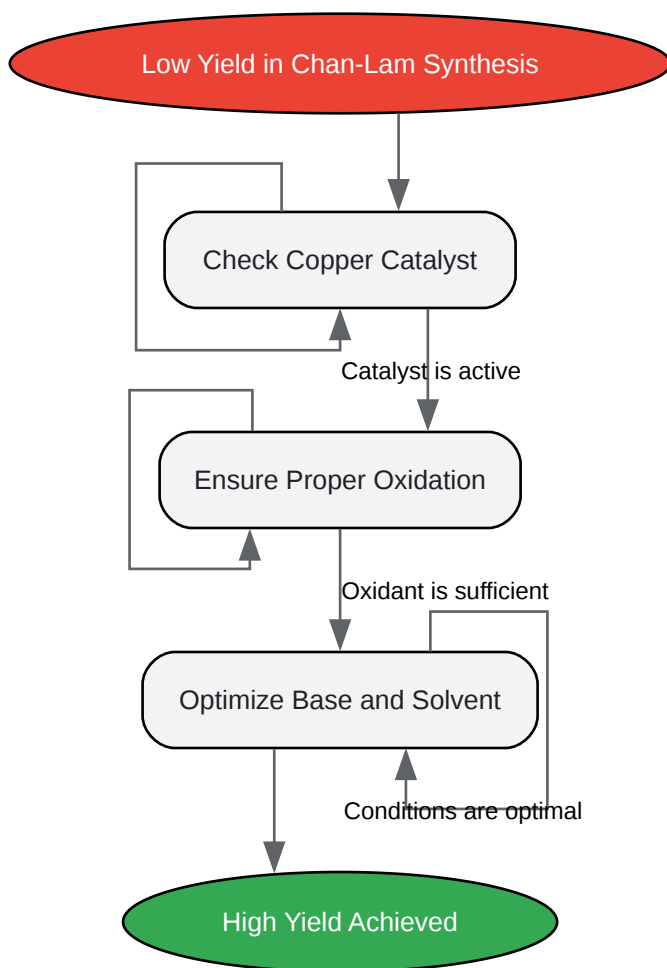 Low Yield in Chan-Lam Synthesis
Check Copper Catalyst
Catalyst is active
Ensure Proper Oxidation
Oxidant is sufficient
Optimize Base and Solvent
Conditions are optimal
High Yield Achieved